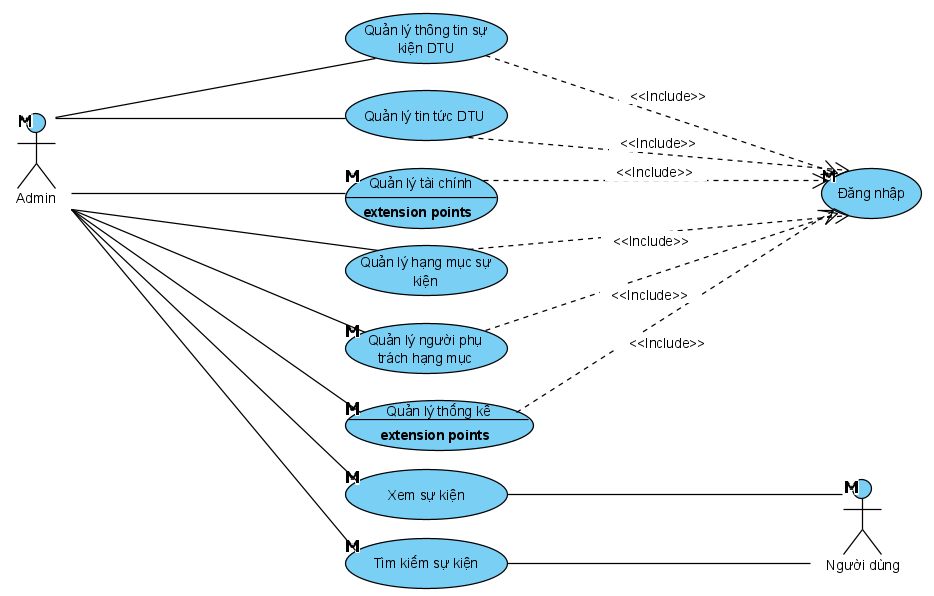 Quản lý thông tin sự
kiện DTU
<<Include>>
M
Quản lý tin tức DTU
<<Include>>
Admin
M
Quản lý tài chính
extension points
<<Include>>
M
Đăng nhập
Quản lý hạng mục sự
kiện
<<Include>>
M
Quản lý người phụ
trách hạng mục
<<Include>>
M
Quản lý thống kê
extension points
<<Include>>
M
Xem sự kiện
M
Người dùng
M
Tìm kiếm sự kiện